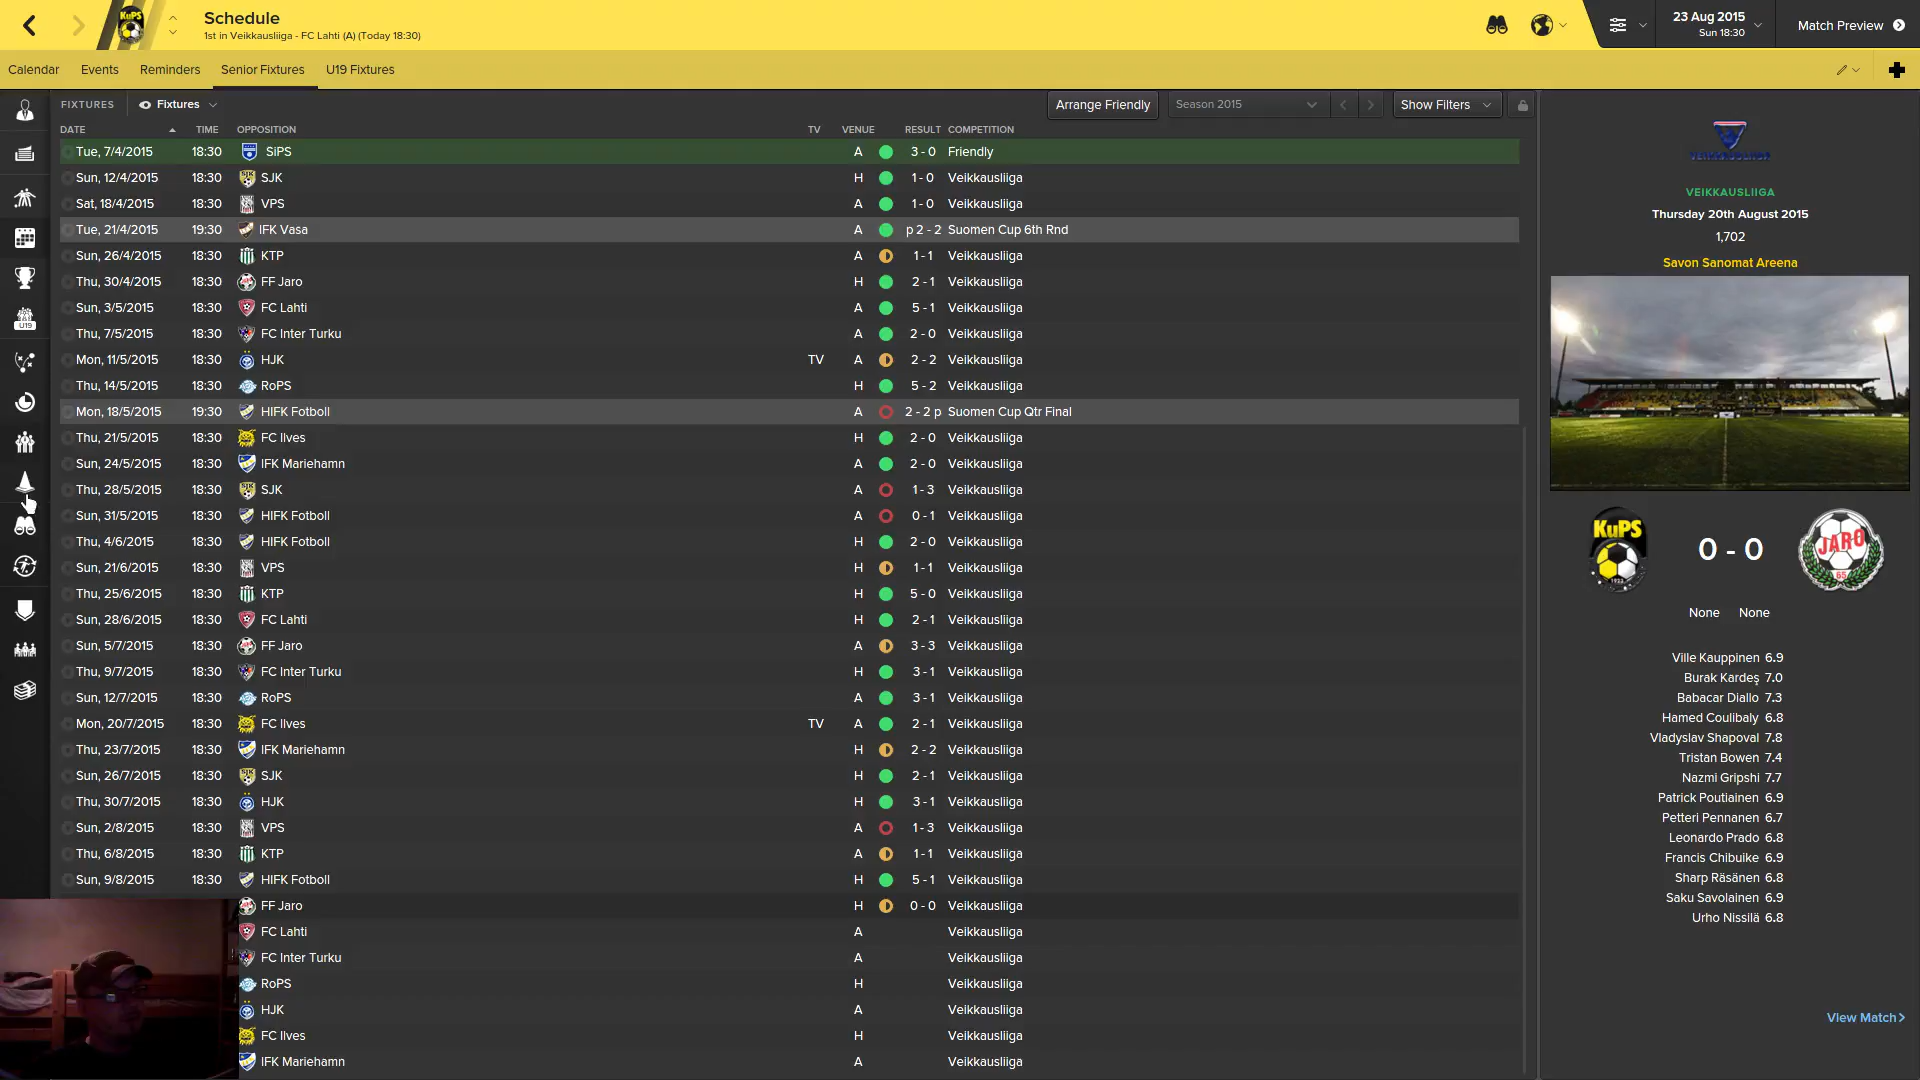 KuPS
Schedule
1st in Veikkausliiga - FC Lahti (A) (Today 18:30)
23 Aug 2015
Sun 18:30
Match Preview
Calendar Events Reminders Senior Fixtures U19 Fixtures
FIXTURES Fixtures Arrange Friendly Season 2015 Show Filters
DATE TIME OPPOSITION TV VENUE RESULT COMPETITION
Tue, 7/4/2015 18:30 SiPS A 3 - 0 Friendly
Sun, 12/4/2015 18:30 SJK H 1 - 0 Veikkausliiga
Sat, 18/4/2015 18:30 VPS A 1 - 0 Veikkausliiga
Tue, 21/4/2015 19:30 IFK Vasa A p 2 - 2 Suomen Cup 6th Rnd
Sun, 26/4/2015 18:30 KTP A 1 - 1 Veikkausliiga
Thu, 30/4/2015 18:30 FF Jaro H 2 - 1 Veikkausliiga
Sun, 3/5/2015 18:30 FC Lahti A 5 - 1 Veikkausliiga
Thu, 7/5/2015 18:30 FC Inter Turku A 2 - 0 Veikkausliiga
Mon, 11/5/2015 18:30 HJK TV A 2 - 2 Veikkausliiga
Thu, 14/5/2015 18:30 RoPS H 5 - 2 Veikkausliiga
Mon, 18/5/2015 19:30 HIFK Fotboll A 2 - 2 p Suomen Cup Qtr Final
Thu, 21/5/2015 18:30 FC Ilves H 2 - 0 Veikkausliiga
Sun, 24/5/2015 18:30 IFK Mariehamn A 2 - 0 Veikkausliiga
Thu, 28/5/2015 18:30 SJK A 1 - 3 Veikkausliiga
Sun, 31/5/2015 18:30 HIFK Fotboll A 0 - 1 Veikkausliiga
Thu, 4/6/2015 18:30 HIFK Fotboll H 2 - 0 Veikkausliiga
Sun, 21/6/2015 18:30 VPS H 1 - 1 Veikkausliiga
Thu, 25/6/2015 18:30 KTP H 5 - 0 Veikkausliiga
Sun, 28/6/2015 18:30 FC Lahti H 2 - 1 Veikkausliiga
Sun, 5/7/2015 18:30 FF Jaro A 3 - 3 Veikkausliiga
Thu, 9/7/2015 18:30 FC Inter Turku H 3 - 1 Veikkausliiga
Sun, 12/7/2015 18:30 RoPS A 3 - 1 Veikkausliiga
Mon, 20/7/2015 18:30 FC Ilves TV A 2 - 1 Veikkausliiga
Thu, 23/7/2015 18:30 IFK Mariehamn H 2 - 2 Veikkausliiga
Sun, 26/7/2015 18:30 SJK H 2 - 1 Veikkausliiga
Thu, 30/7/2015 18:30 HJK H 3 - 1 Veikkausliiga
Sun, 2/8/2015 18:30 VPS A 1 - 3 Veikkausliiga
Thu, 6/8/2015 18:30 KTP A 1 - 1 Veikkausliiga
Sun, 9/8/2015 18:30 HIFK Fotboll H 5 - 1 Veikkausliiga
FF Jaro H 0 - 0 Veikkausliiga
FC Lahti A Veikkausliiga
FC Inter Turku A Veikkausliiga
RoPS H Veikkausliiga
HJK A Veikkausliiga
FC Ilves H Veikkausliiga
IFK Mariehamn A Veikkausliiga
U19
VEIKKAUSLIIGA
VEIKKAUSLIIGA
Thursday 20th August 2015
1,702
Savon Sanomat Areena
KuPS
1923
0 - 0
JARO
65
None None
Ville Kauppinen 6.9
Burak Kardeş 7.0
Babacar Diallo 7.3
Hamed Coulibaly 6.8
Vladyslav Shapoval 7.8
Tristan Bowen 7.4
Nazmi Gripshi 7.7
Patrick Poutiainen 6.9
Petteri Pennanen 6.7
Leonardo Prado 6.8
Francis Chibuike 6.9
Sharp Räsänen 6.8
Saku Savolainen 6.9
Urho Nissilä 6.8
View Match